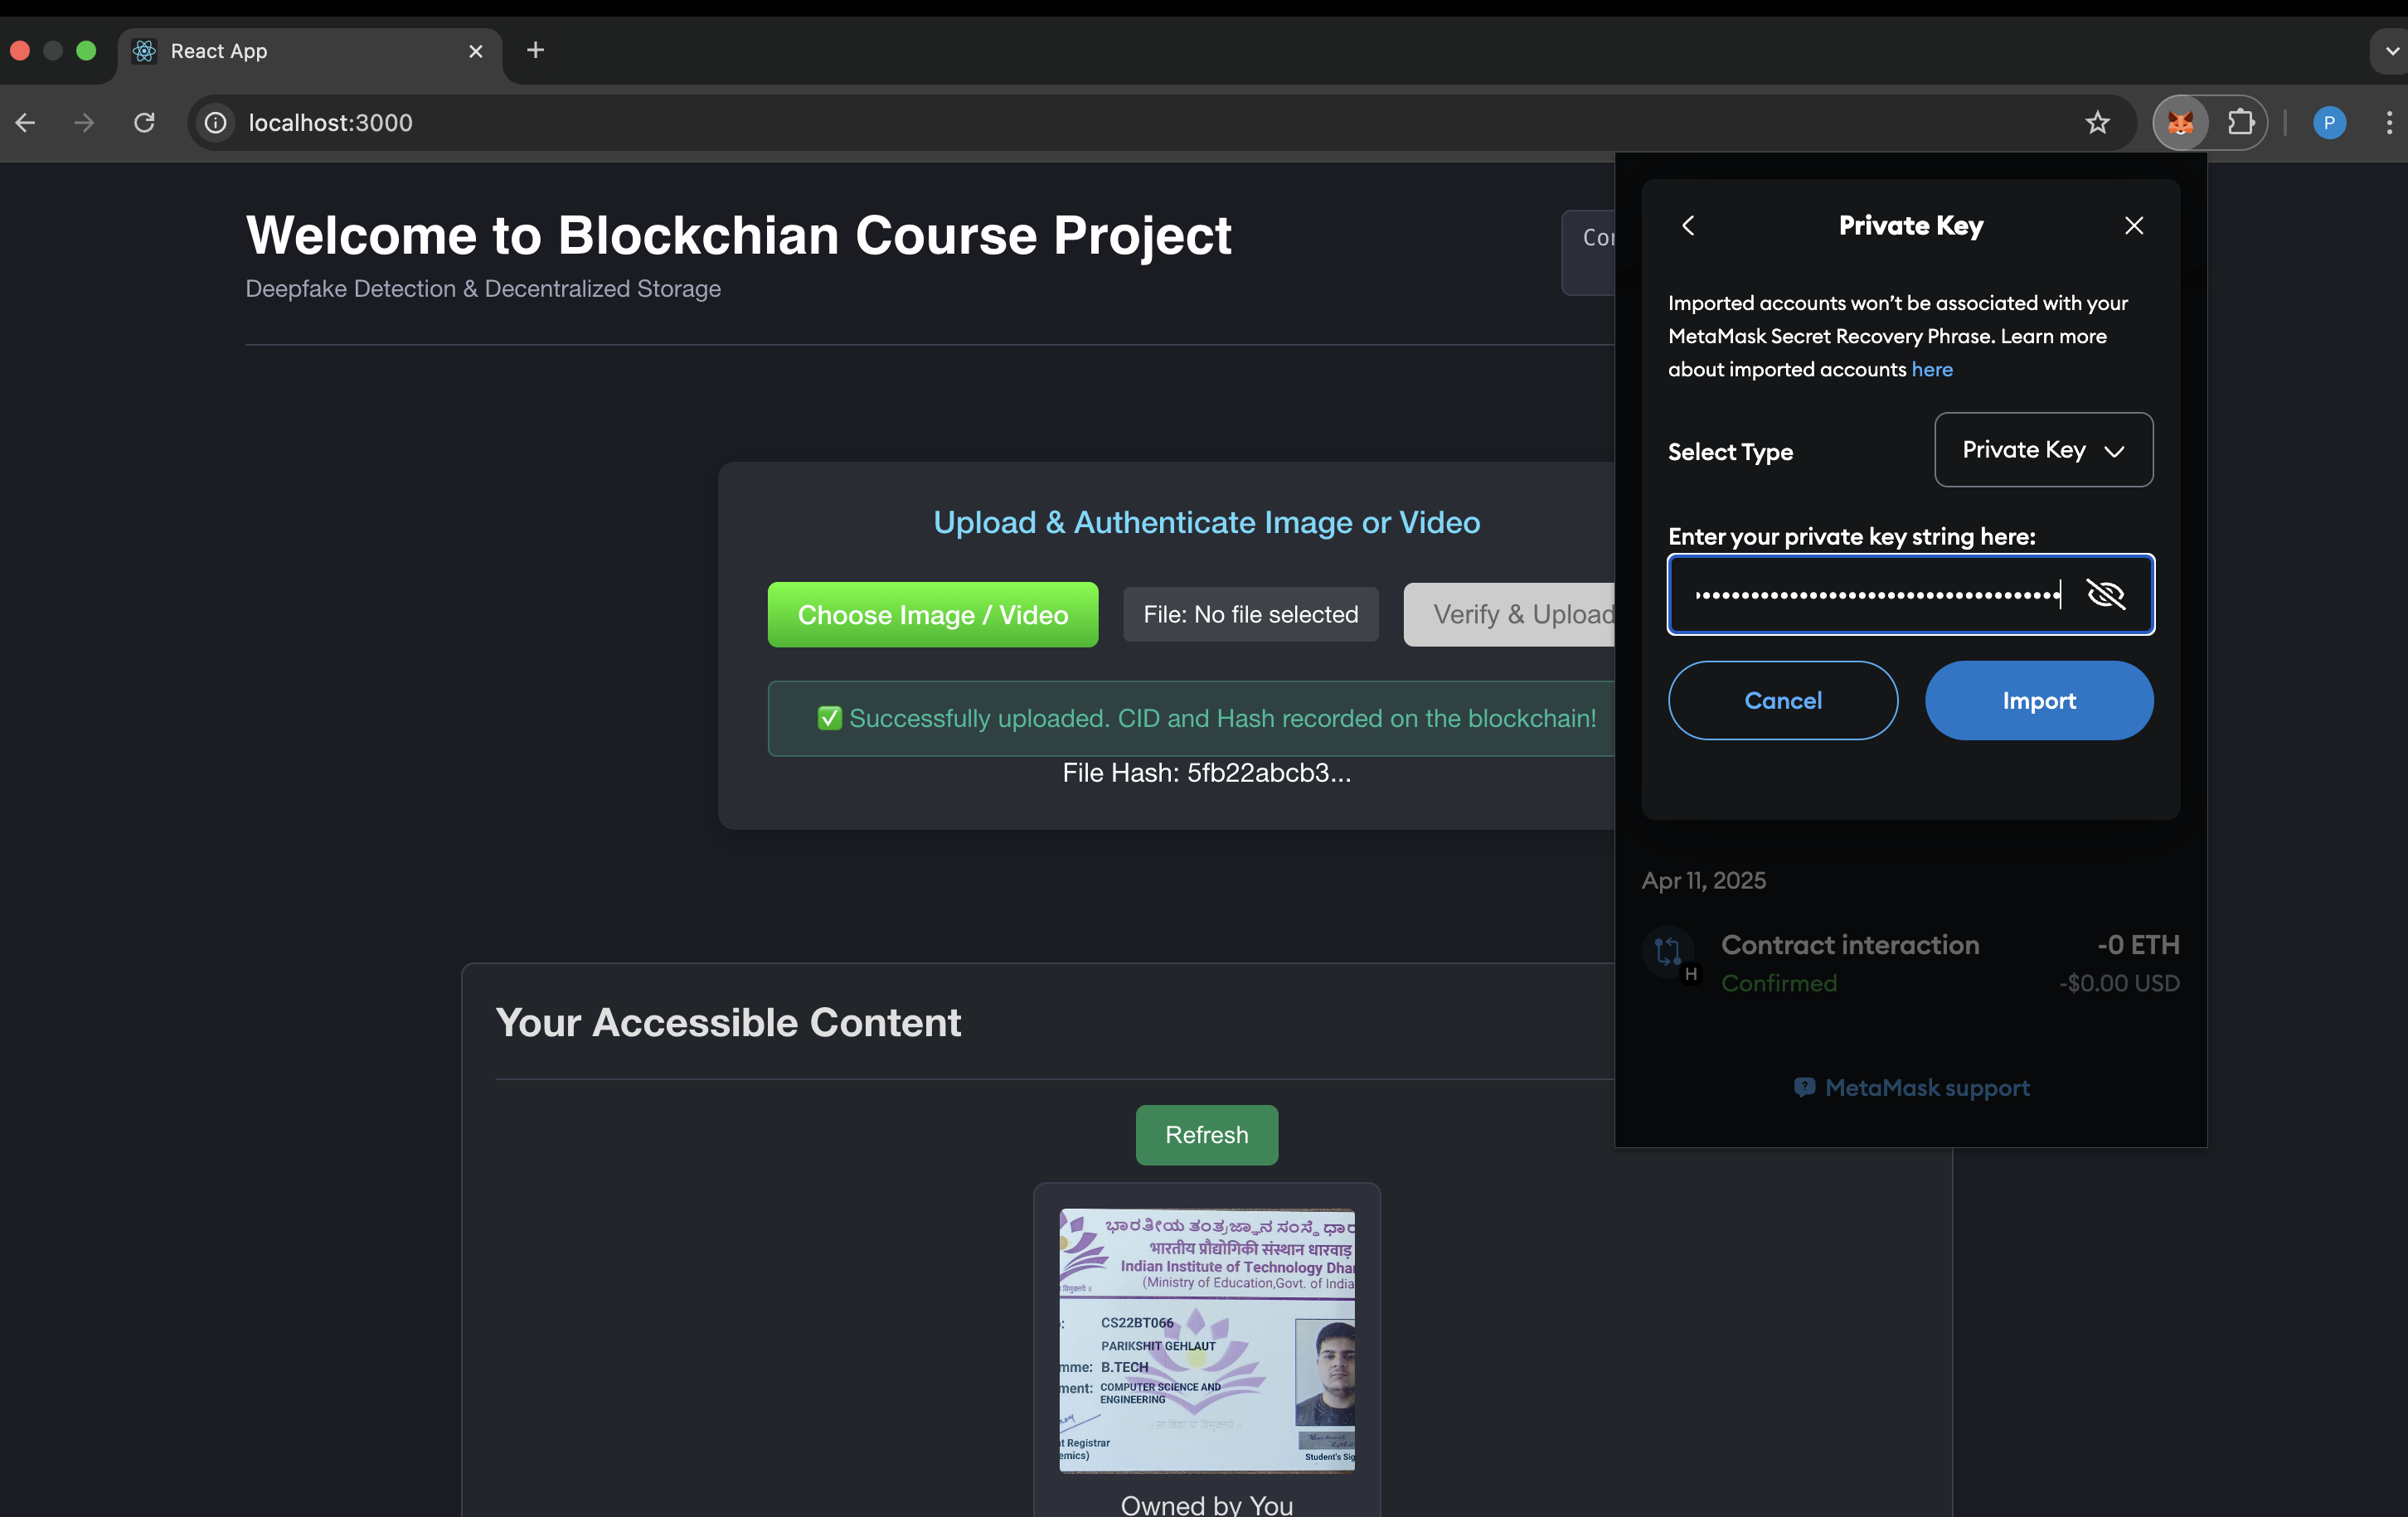 React App
localhost:3000
P
Welcome to Blockchian Course Project
Deepfake Detection & Decentralized Storage
Upload & Authenticate Image or Video
Choose Image / Video
File: No file selected
Verify & Upload
✅ Successfully uploaded. CID and Hash recorded on the blockchain!
File Hash: 5fb22abcb3...
Your Accessible Content
Refresh
ಭಾರತೀಯ ತಂತ್ರಜ್ಞಾನ ಸಂಸ್ಥೆ ಧಾರ
भारतीय प्रौद्योगिकी संस्थान धारवाड़
Indian Institute of Technology Dhar
(Ministry of Education,Govt. of India
CS22BT066
PARIKSHIT GEHLAUT
mme: B.TECH
ment: COMPUTER SCIENCE AND
ENGINEERING
t Registrar
emics)
Student's Sig
Owned by You
Private Key
Imported accounts won't be associated with your
MetaMask Secret Recovery Phrase. Learn more
about imported accounts here
Select Type
Private Key
Enter your private key string here:
Cancel
Import
Apr 11, 2025
Contract interaction
-0 ETH
H
Confirmed
-$0.00 USD
MetaMask support